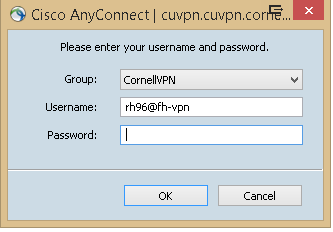 Cisco AnyConnect | cuvpn.cuvpn.corne...
Please enter your username and password.
Group: CornellVPN
Username: rh96@fh-vpn
Password:
OK Cancel